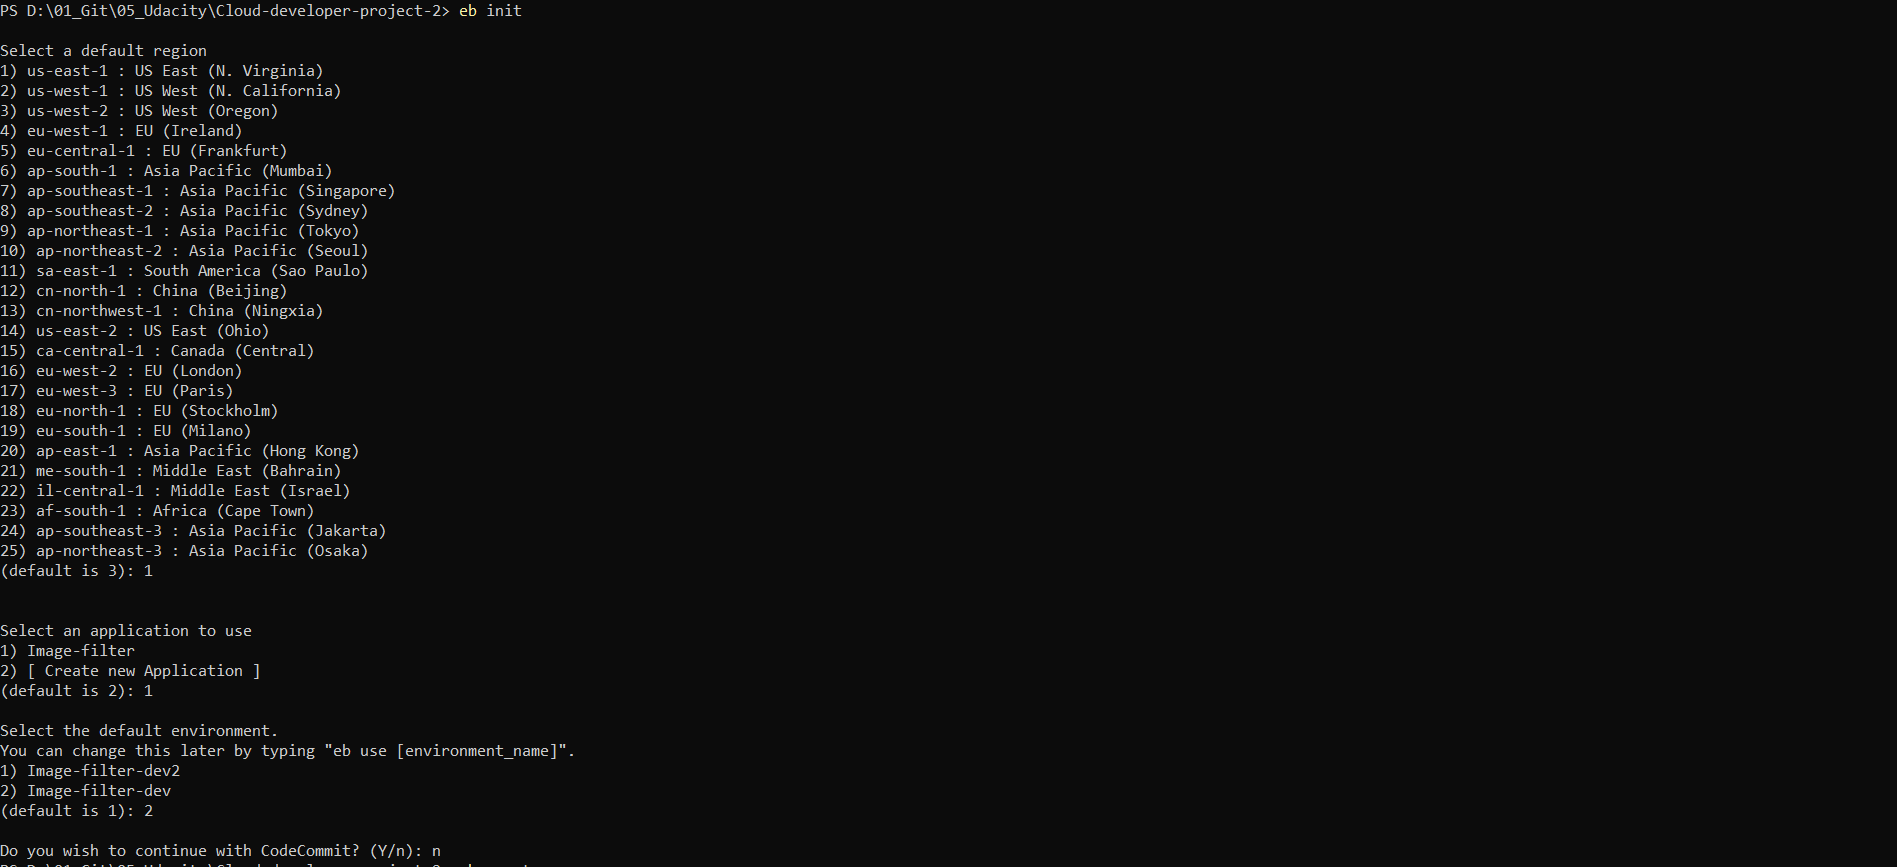 PS D:\01_Git\05_Udacity\Cloud-developer-project-2> eb init
Select a default region
1) us-east-1 : US East (N. Virginia)
2) us-west-1 : US West (N. California)
3) us-west-2 : US West (Oregon)
4) eu-west-1 : EU (Ireland)
5) eu-central-1 : EU (Frankfurt)
6) ap-south-1 : Asia Pacific (Mumbai)
7) ap-southeast-1 : Asia Pacific (Singapore)
8) ap-southeast-2 : Asia Pacific (Sydney)
9) ap-northeast-1 : Asia Pacific (Tokyo)
10) ap-northeast-2 : Asia Pacific (Seoul)
11) sa-east-1 : South America (Sao Paulo)
12) cn-north-1 : China (Beijing)
13) cn-northwest-1 : China (Ningxia)
14) us-east-2 : US East (Ohio)
15) ca-central-1 : Canada (Central)
16) eu-west-2 : EU (London)
17) eu-west-3 : EU (Paris)
18) eu-north-1 : EU (Stockholm)
19) eu-south-1 : EU (Milano)
20) ap-east-1 : Asia Pacific (Hong Kong)
21) me-south-1 : Middle East (Bahrain)
22) il-central-1 : Middle East (Israel)
23) af-south-1 : Africa (Cape Town)
24) ap-southeast-3 : Asia Pacific (Jakarta)
25) ap-northeast-3 : Asia Pacific (Osaka)
(default is 3): 1
Select an application to use
1) Image-filter
2) [ Create new Application ]
(default is 2): 1
Select the default environment.
You can change this later by typing "eb use [environment_name]".
1) Image-filter-dev2
2) Image-filter-dev
(default is 1): 2
Do you wish to continue with CodeCommit? (Y/n): n